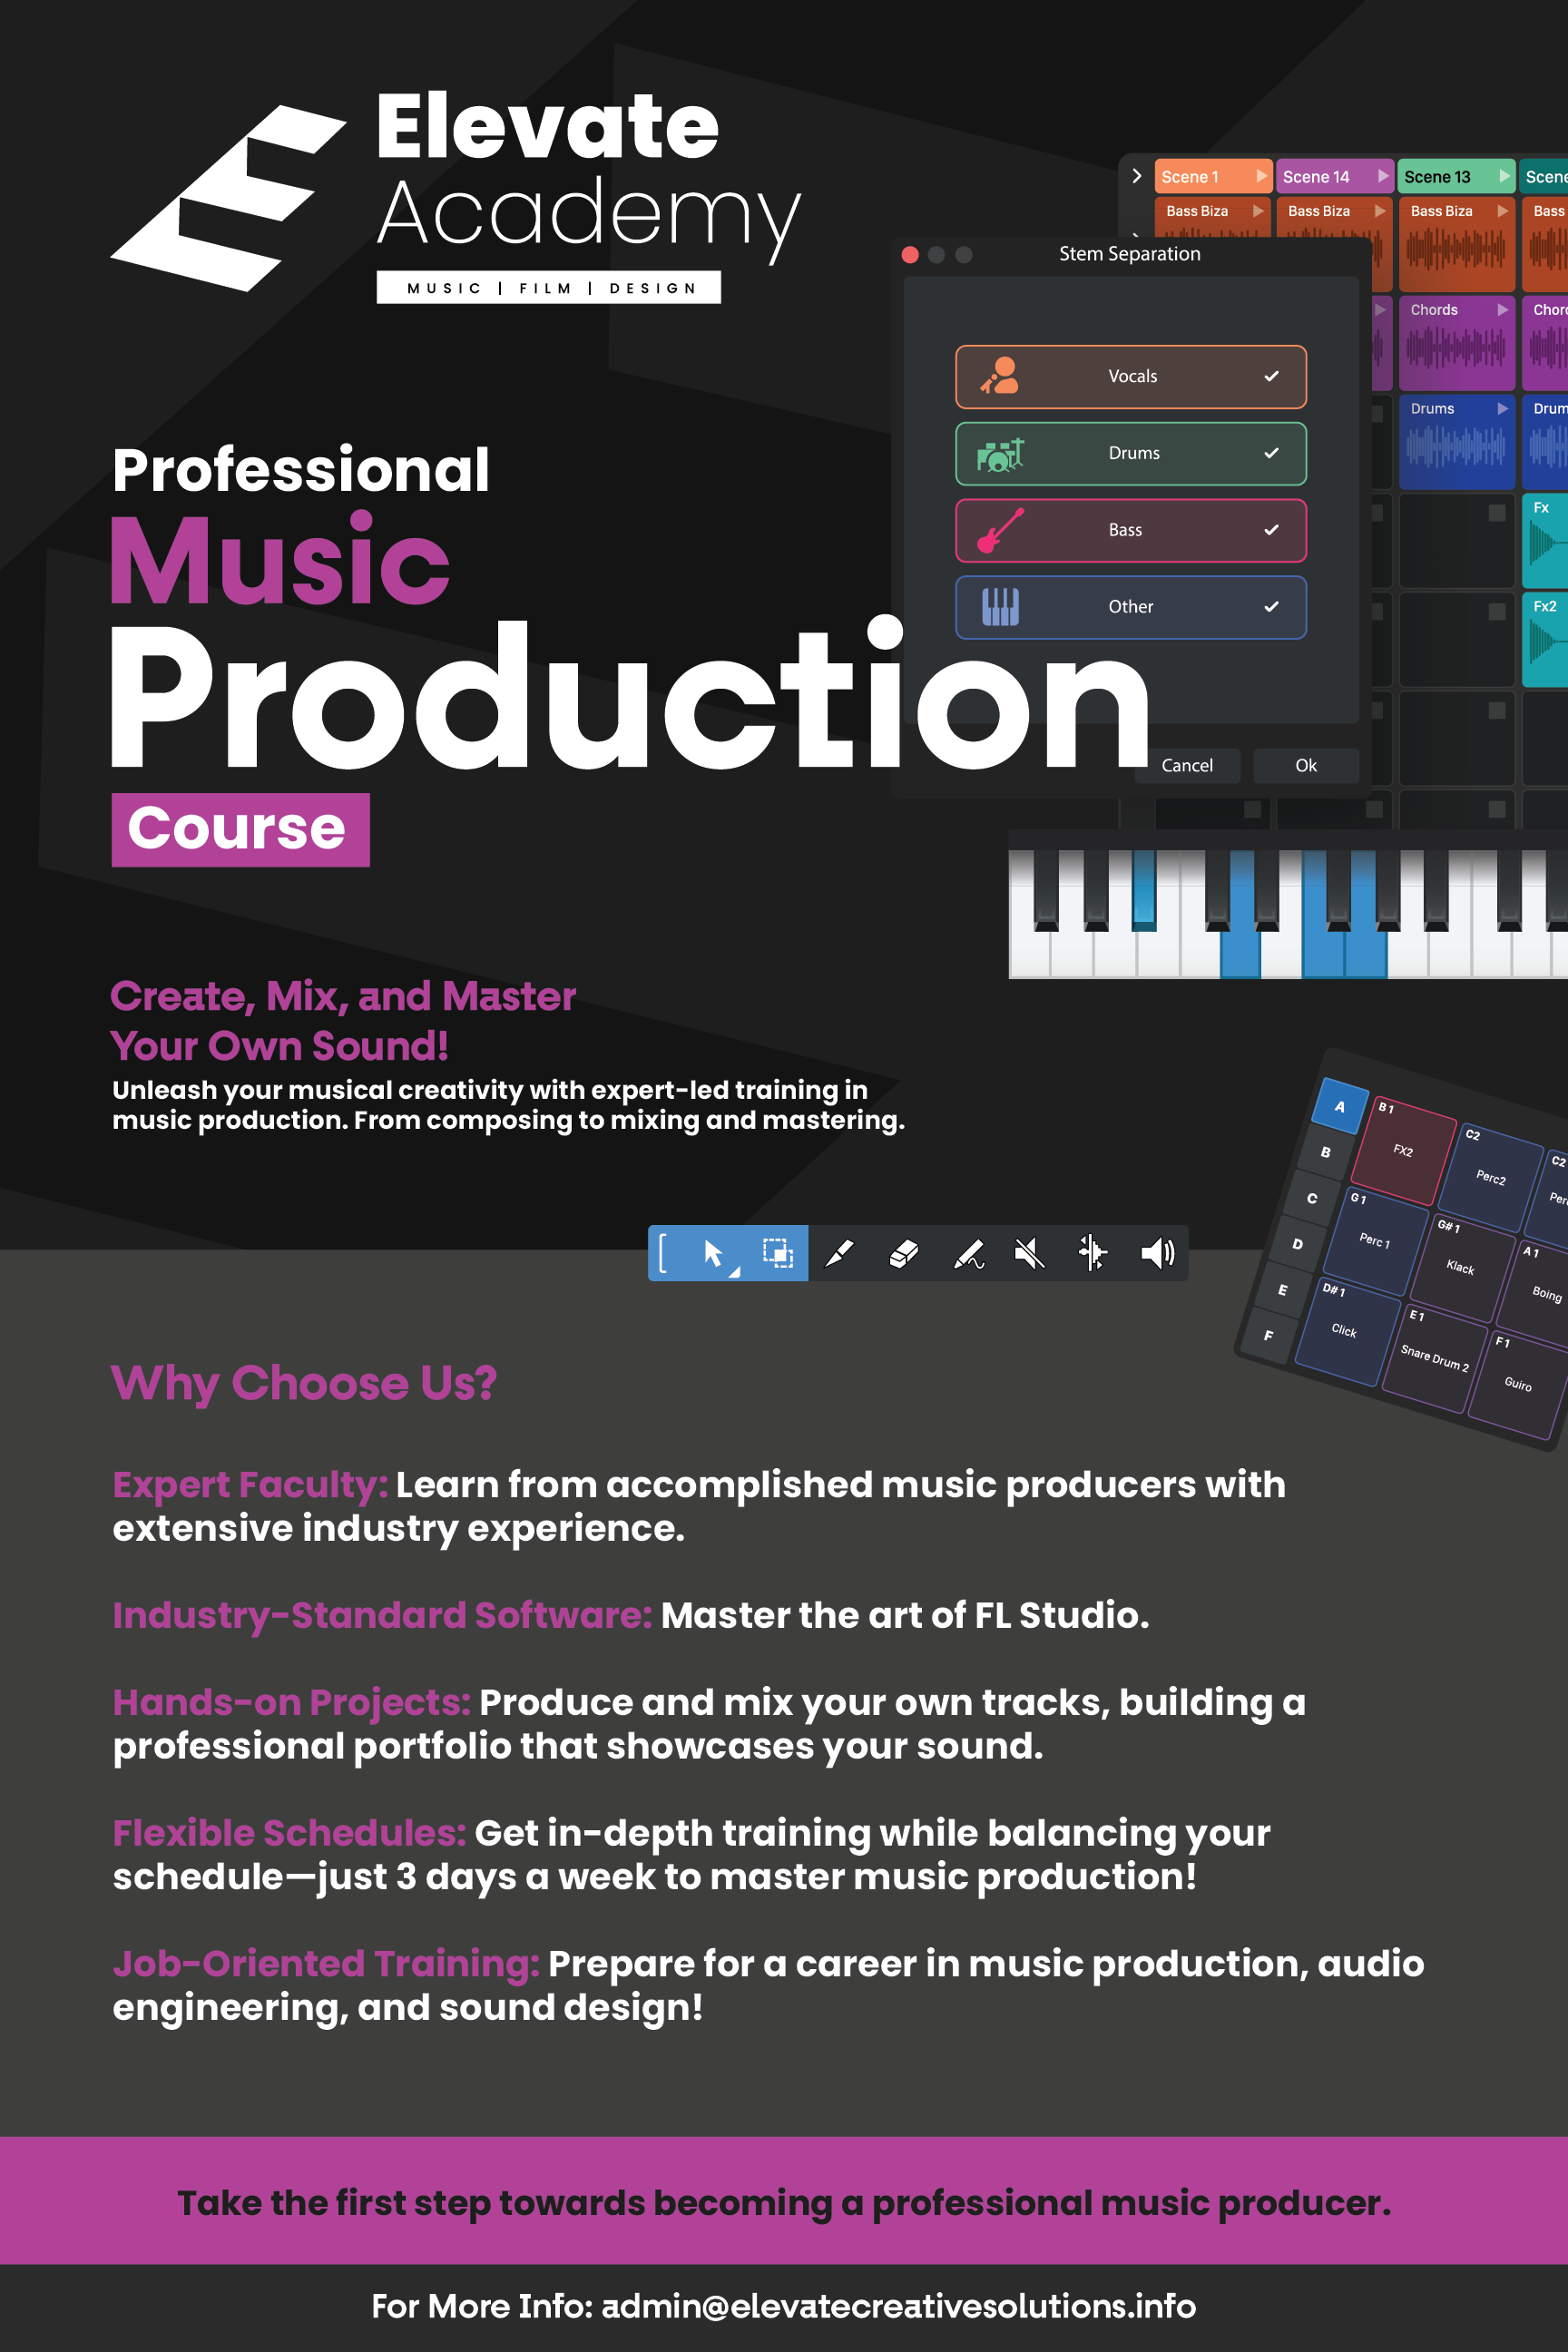 Elevate
Academy
MUSIC | FILM | DESIGN
Scene 1
Scene 14
Scene 13
Scene
Bass Biza
Bass Biza
Bass Biza
Bass
Stem Separation
Chords
Chor
Vocals
Drums
Drum
Drums
Bass
Fx
Other
Fx2
Cancel
Ok
Professional
Music
Production
Course
Create, Mix, and Master
Your Own Sound!
Unleash your musical creativity with expert-led training in
music production. From composing to mixing and mastering.
A
B
C
D
E
F
B1
FX2
C2
Perc2
C2
Per
G1
Perc 1
G#1
Klack
A1
Boing
D#1
Click
E1
Snare Drum 2
F1
Guiro
Why Choose Us?
Expert Faculty: Learn from accomplished music producers with
extensive industry experience.
Industry-Standard Software: Master the art of FL Studio.
Hands-on Projects: Produce and mix your own tracks, building a
professional portfolio that showcases your sound.
Flexible Schedules: Get in-depth training while balancing your
schedule—just 3 days a week to master music production!
Job-Oriented Training: Prepare for a career in music production, audio
engineering, and sound design!
Take the first step towards becoming a professional music producer.
For More Info: admin@elevatecreativesolutions.info